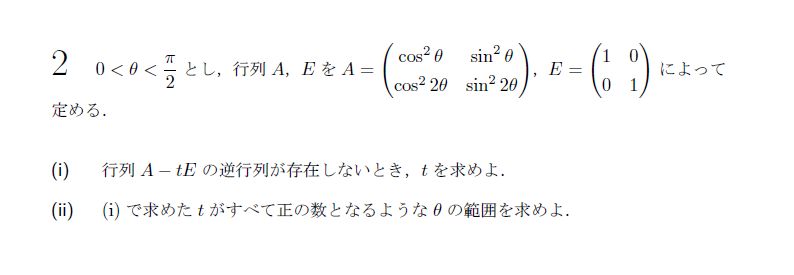 2 $0 < \theta < \dfrac{\pi}{2}$ とし，行列 $A$，$E$ を $A = \begin{pmatrix} \cos^2\theta & \sin^2\theta \\ \cos^2 2\theta & \sin^2 2\theta \end{pmatrix}$，$E = \begin{pmatrix} 1 & 0 \\ 0 & 1 \end{pmatrix}$ によって
定める．
(i) 行列 $A - tE$ の逆行列が存在しないとき，$t$ を求めよ．
(ii) (i) で求めた $t$ がすべて正の数となるような $\theta$ の範囲を求めよ．